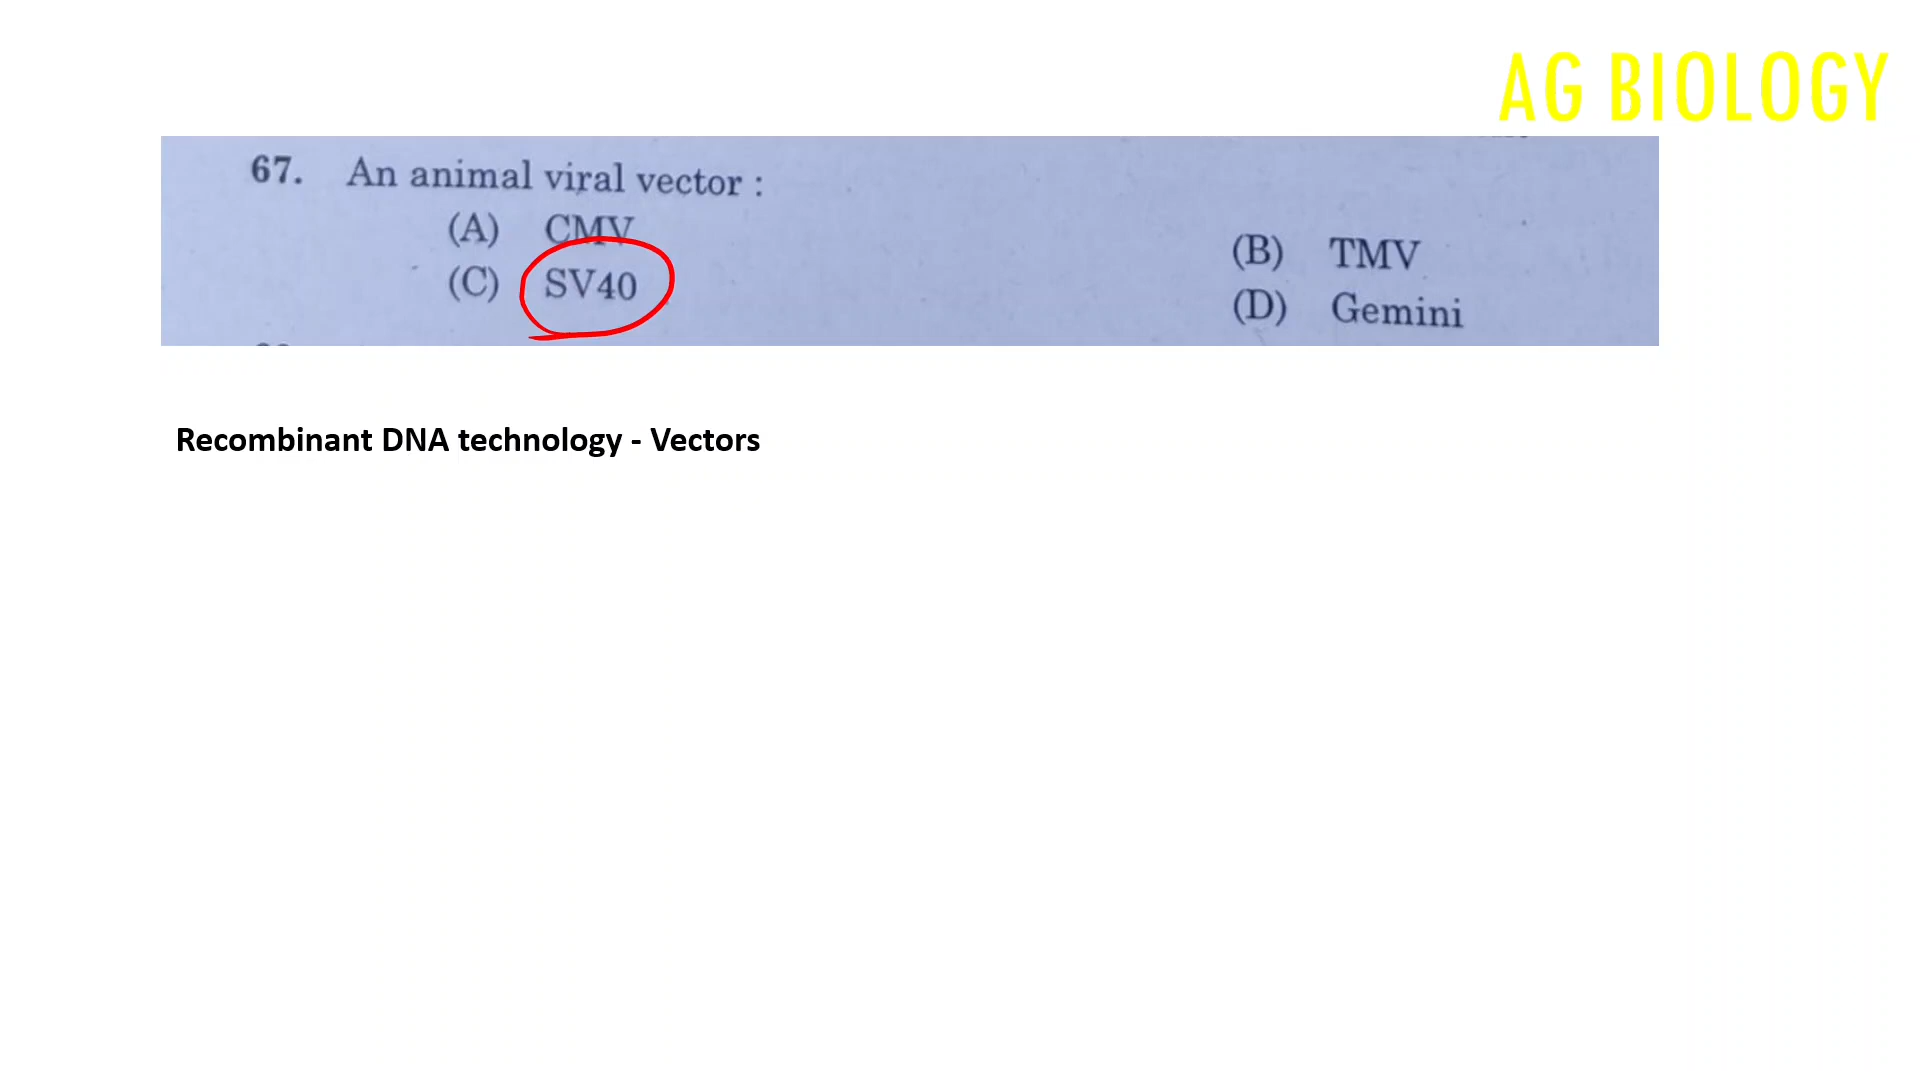 AG BIOLOGY
67. An animal viral vector :
(A) CMV
(B) TMV
(C) SV40
(D) Gemini
Recombinant DNA technology - Vectors